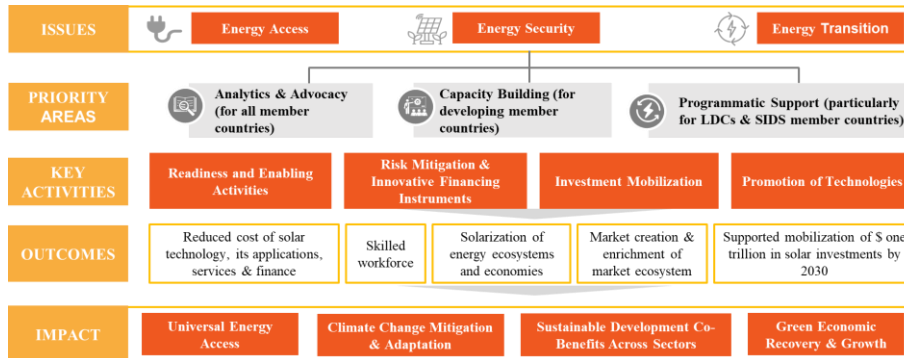 ISSUES
Energy Access
Energy Security
Energy Transition
PRIORITY
AREAS
Analytics & Advocacy
(for all member
countries)
Capacity Building (for
developing member
countries)
Programmatic Support (particularly
for LDCs & SIDS member countries)
KEY
ACTIVITIES
Readiness and Enabling
Activities
Risk Mitigation &
Innovative Financing
Instruments
Investment Mobilization
Promotion of Technologies
OUTCOMES
Reduced cost of solar
technology, its applications,
services & finance
Skilled
workforce
Solarization of
energy ecosystems
and economies
Market creation &
enrichment of
market ecosystem
Supported mobilization of $ one
trillion in solar investments by
2030
IMPACT
Universal Energy
Access
Climate Change Mitigation
& Adaptation
Sustainable Development Co-
Benefits Across Sectors
Green Economic
Recovery & Growth